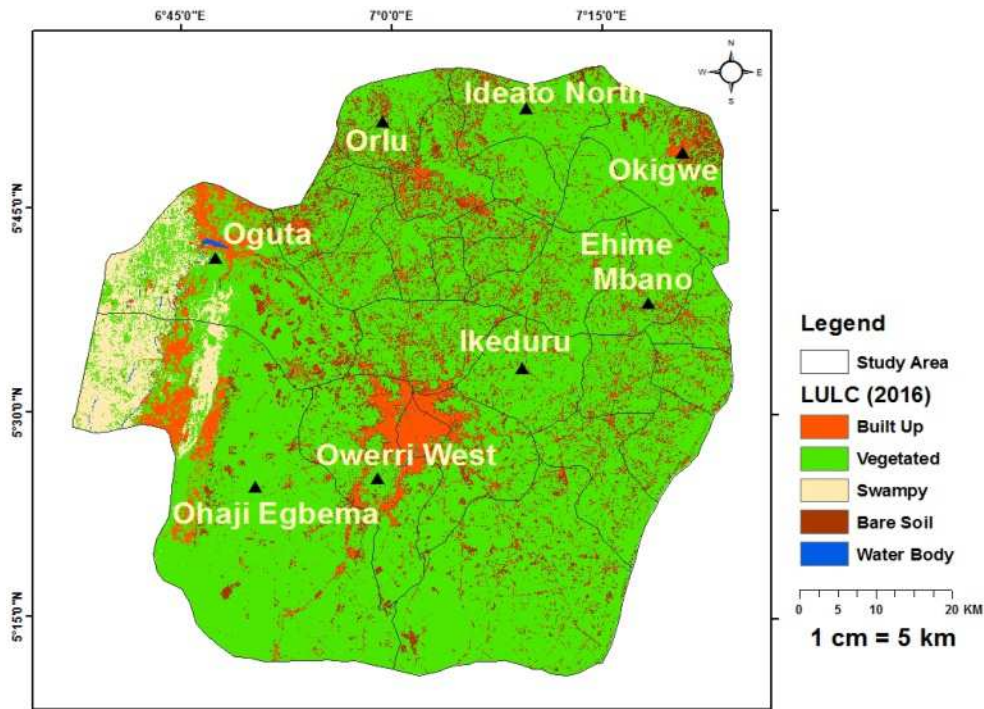 6°45'0"E
7°0'0"E
7°15'0"E
N
W
E
S
Ideato North
Orlu
Okigwe
5°45'0"N
Oguta
Ehime
Mbano
Ikeduru
5°30'0"N
Owerri West
Ohaji Egbema
5°15'0"N
Legend
Study Area
LULC (2016)
Built Up
Vegetated
Swampy
Bare Soil
Water Body
0 5 10 20 KM
1 cm = 5 km